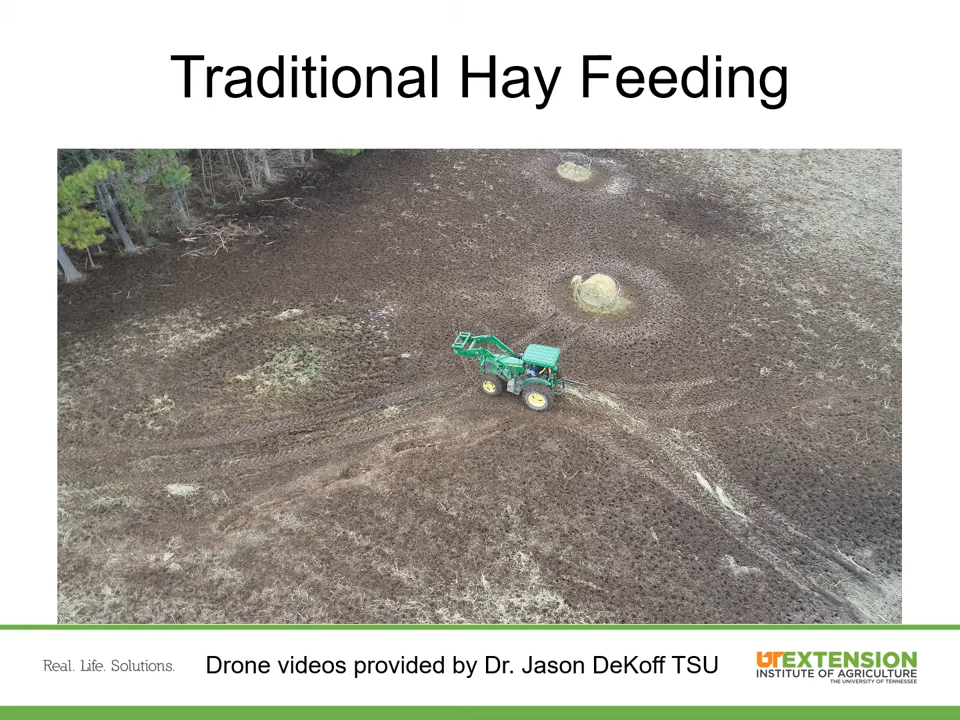 Traditional Hay Feeding
Real. Life. Solutions.
Drone videos provided by Dr. Jason DeKoff TSU
UTEXTENSION
INSTITUTE OF AGRICULTURE
THE UNIVERSITY OF TENNESSEE